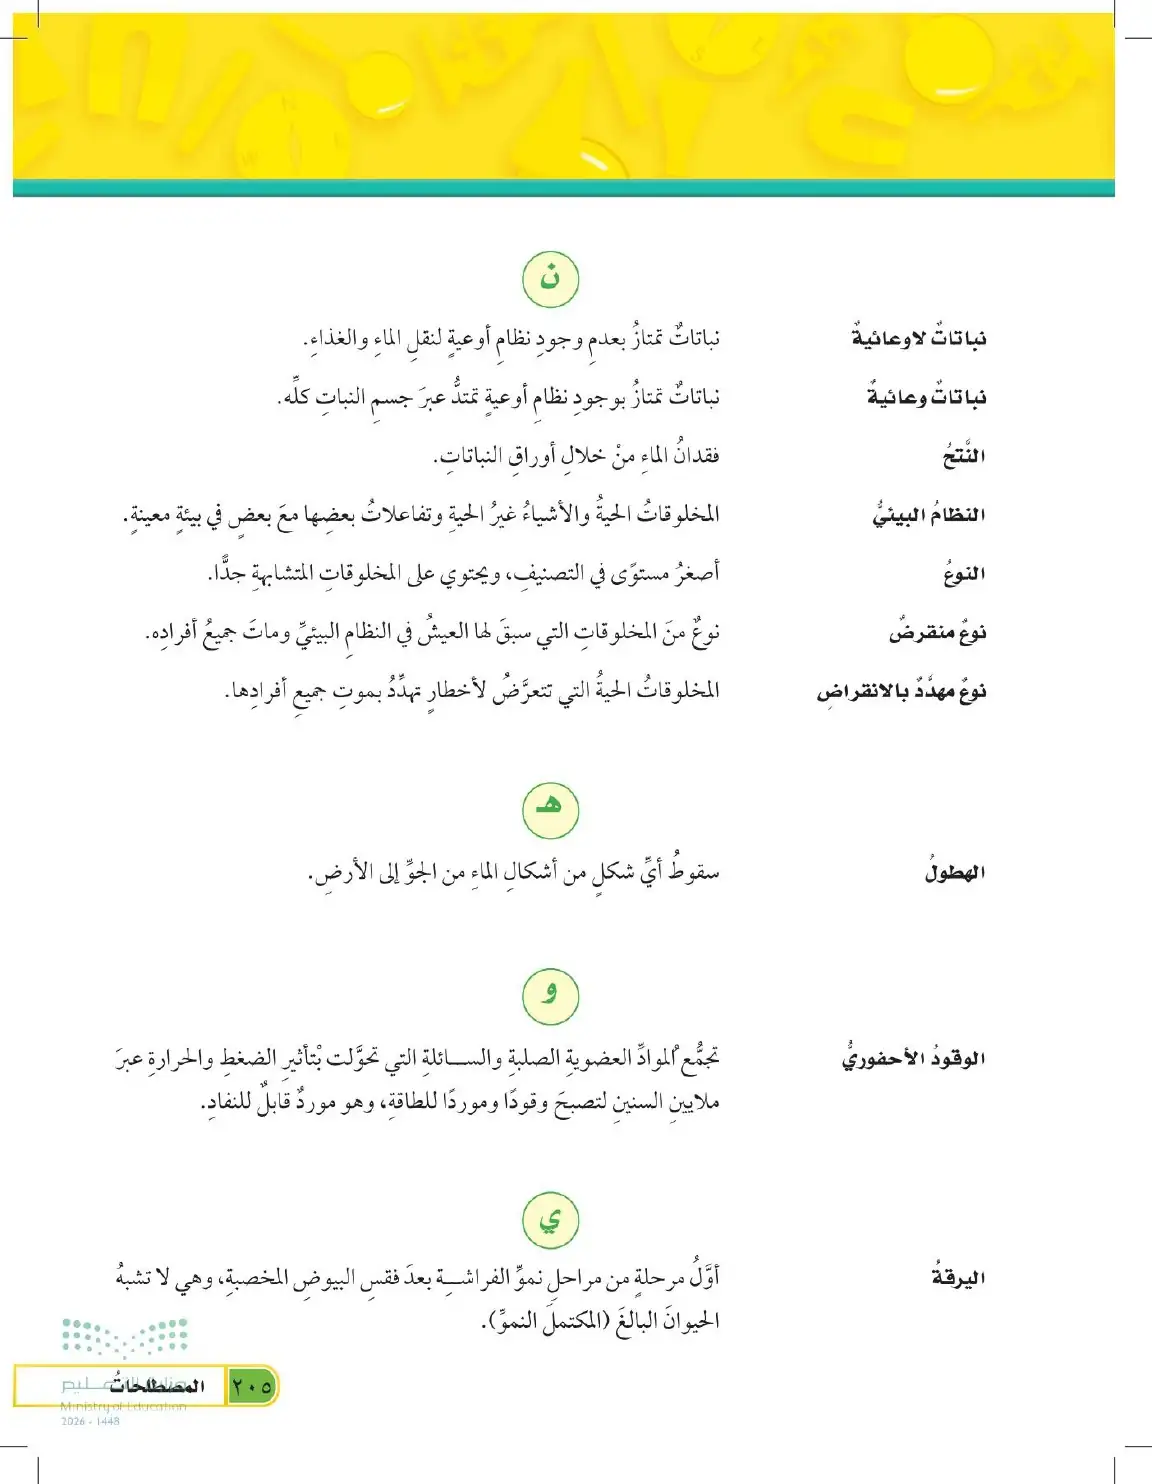 ن
نباتاتٌ لاوعائيةٌ نباتاتٌ تمتازُ بعدمِ وجودِ نظامِ أوعيةٍ لنقلِ الماءِ والغذاءِ.
نباتاتٌ وعائيةٌ نباتاتٌ تمتازُ بوجودِ نظامِ أوعيةٍ تمتدُّ عبرَ جسمِ النباتِ كلِّه.
النَّتحُ فقدانُ الماءِ منْ خلالِ أوراقِ النباتاتِ.
النظامُ البيئيُّ المخلوقاتُ الحيةُ والأشياءُ غيرُ الحيةِ وتفاعلاتُ بعضِها معَ بعضٍ في بيئةٍ معينةٍ.
النوعُ أصغرُ مستوًى في التصنيفِ، ويحتوي على المخلوقاتِ المتشابهةِ جدًّا.
نوعٌ منقرضٌ نوعٌ منَ المخلوقاتِ التي سبقَ لها العيشُ في النظامِ البيئيِّ وماتَ جميعُ أفرادِه.
نوعٌ مهدَّدٌ بالانقراضِ المخلوقاتُ الحيةُ التي تتعرَّضُ لأخطارٍ تهدِّدُ بموتِ جميعِ أفرادِها.
هـ
الهطولُ سقوطُ أيِّ شكلٍ من أشكالِ الماءِ من الجوِّ إلى الأرضِ.
و
الوقودُ الأحفوريُّ تجمُّع ُالموادِّ العضويةِ الصلبةِ والســائلةِ التي تحوَّلت بْتأثيرِ الضغطِ والحرارةِ عبرَ
ملايينِ السنينِ لتصبحَ وقودًا وموردًا للطاقةِ، وهو موردٌ قابلٌ للنفادِ.
ي
اليرقةُ أوَّلُ مرحلةٍ من مراحلِ نموِّ الفراشــةِ بعدَ فقسِ البيوضِ المخصبةِ، وهي لا تشبهُ
الحيوانَ البالغَ (المكتملَ النموِّ).
المصطلحاتُ ٢٠٥
وزارة التعليم
Ministry of Education
2026 - 1448